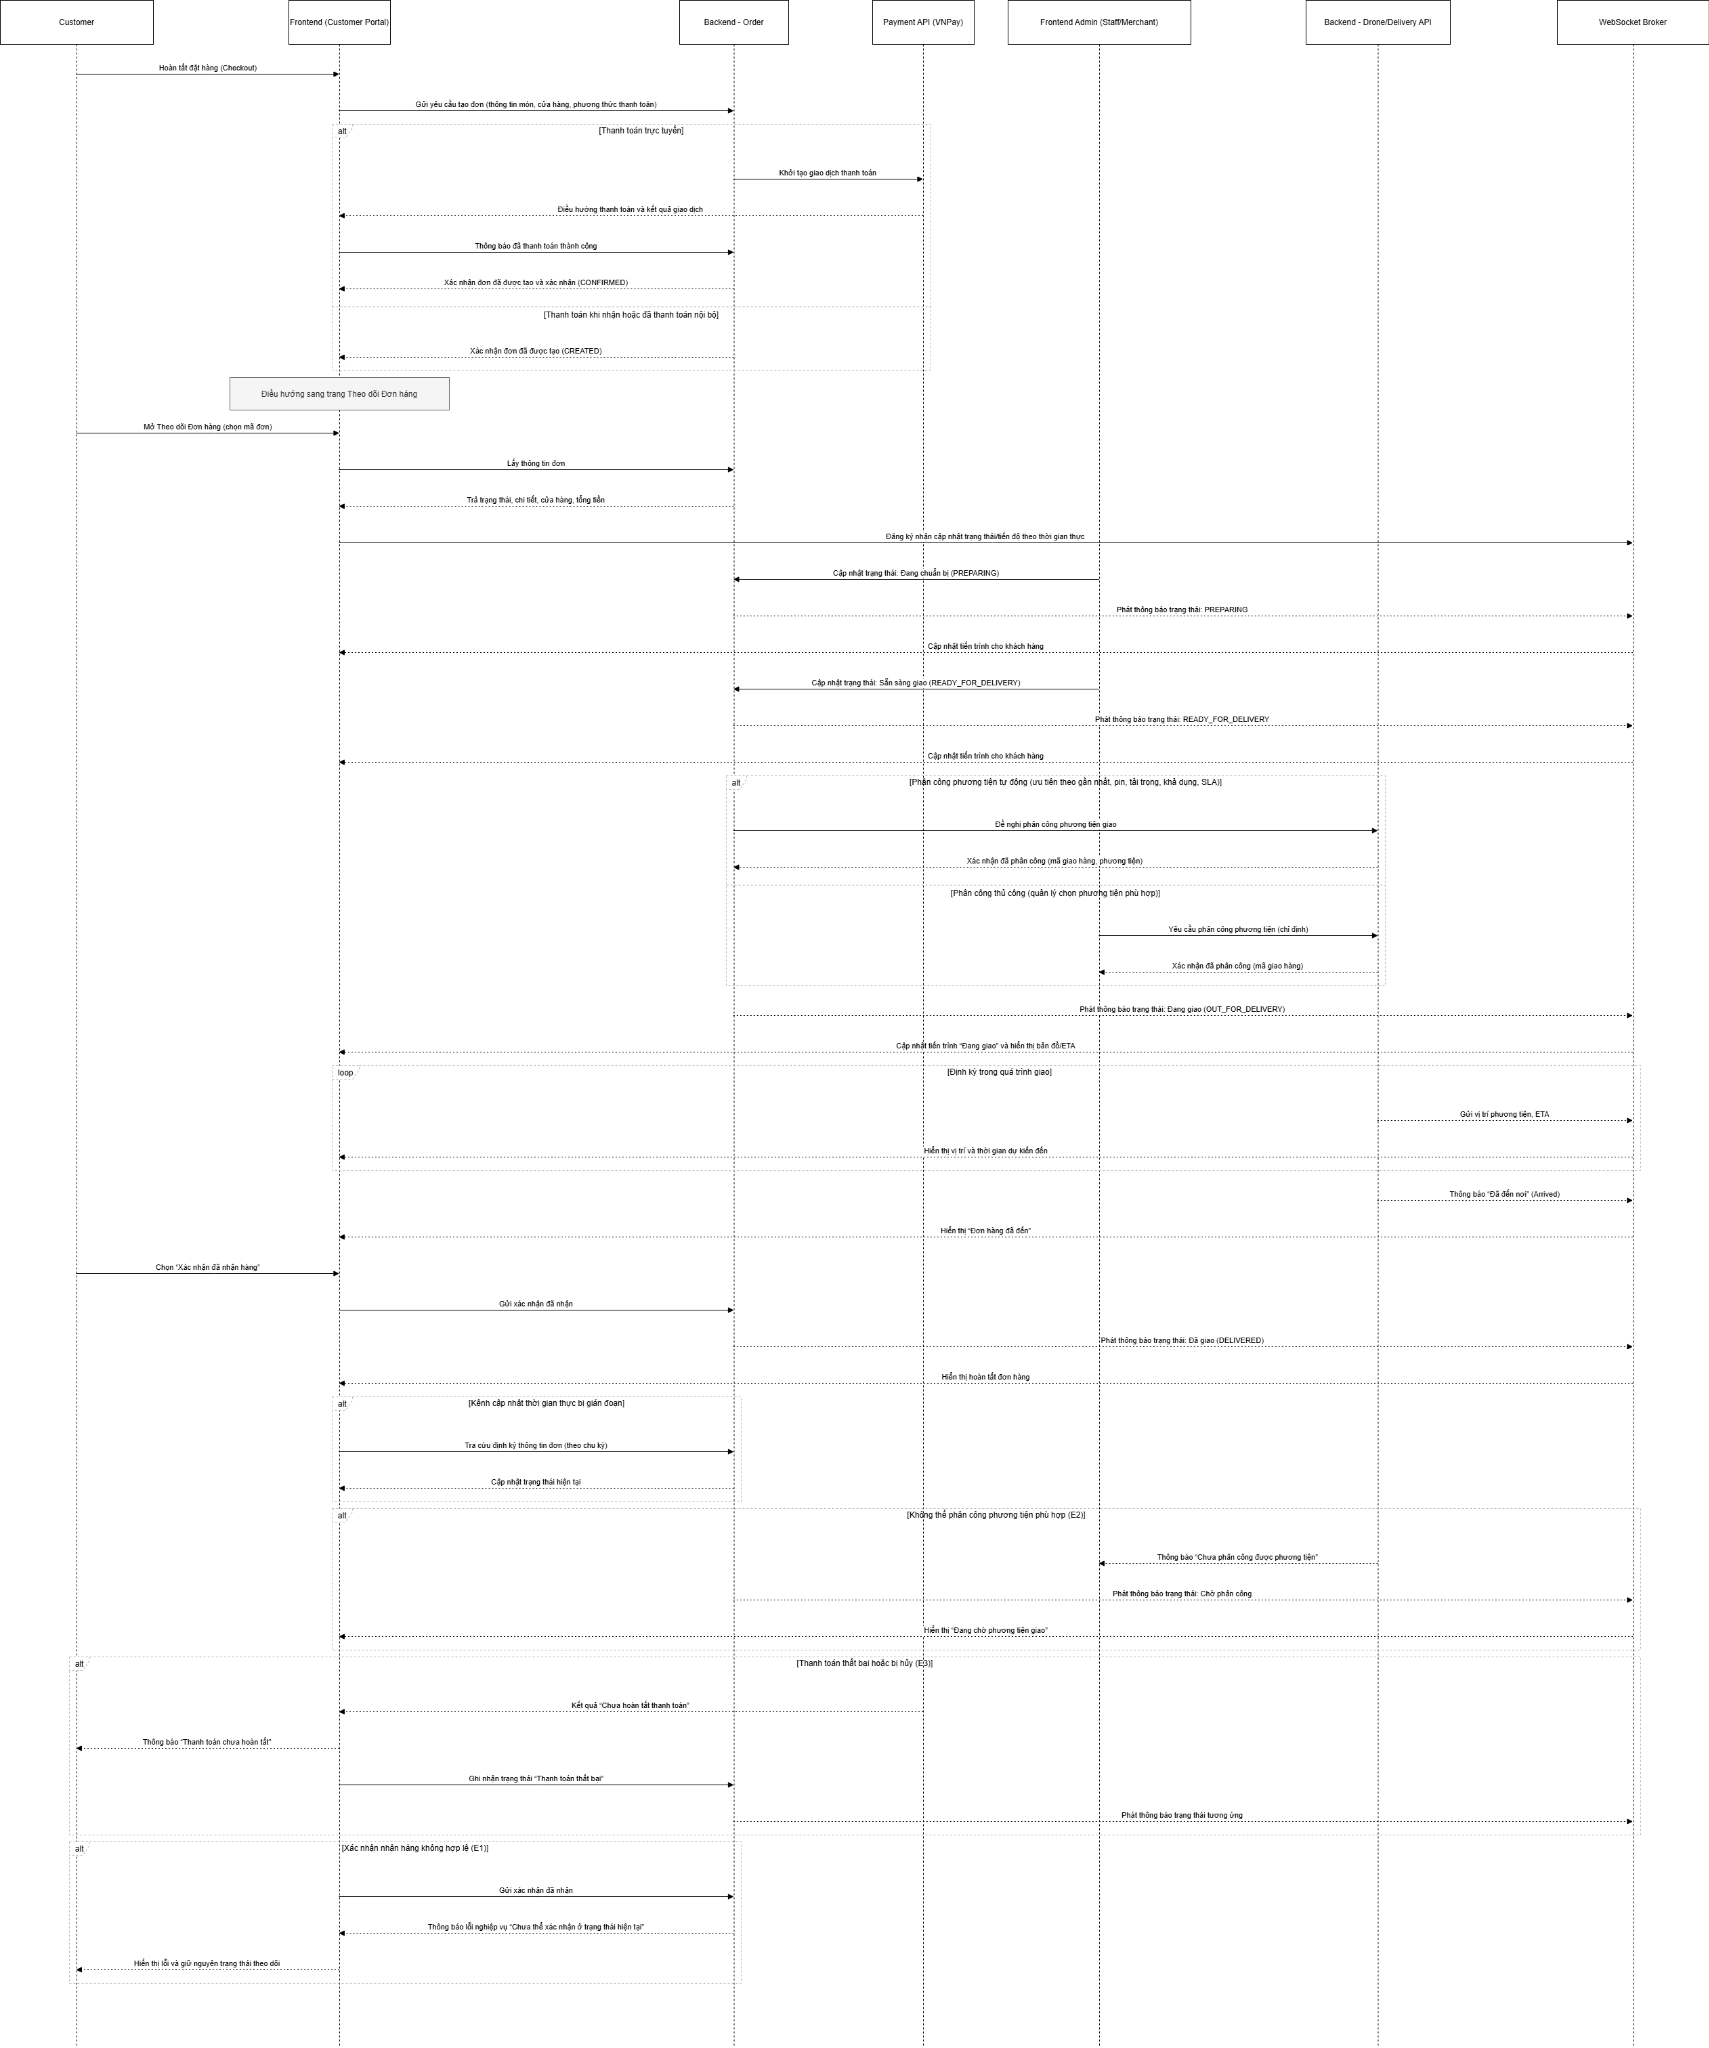 Customer
Frontend (Customer Portal)
Backend - Order
Payment API (VNPay)
Frontend Admin (Staff/Merchant)
Backend - Drone/Delivery API
WebSocket Broker
Hoàn tất đặt hàng (Checkout)
Gửi yêu cầu tạo đơn (thông tin món, cửa hàng, phương thức thanh toán)
alt
[Thanh toán trực tuyến]
Khởi tạo giao dịch thanh toán
Điều hướng thanh toán và kết quả giao dịch
Thông báo đã thanh toán thành công
Xác nhận đơn đã được tạo và xác nhận (CONFIRMED)
[Thanh toán khi nhận hoặc đã thanh toán nội bộ]
Xác nhận đơn đã được tạo (CREATED)
Điều hướng sang trang Theo dõi Đơn hàng
Mở Theo dõi Đơn hàng (chọn mã đơn)
Lấy thông tin đơn
Trả trạng thái, chi tiết, cửa hàng, tổng tiền
Đăng ký nhận cập nhật trạng thái/tiến độ theo thời gian thực
Cập nhật trạng thái: Đang chuẩn bị (PREPARING)
Phát thông báo trạng thái: PREPARING
Cập nhật tiến trình cho khách hàng
Cập nhật trạng thái: Sẵn sàng giao (READY_FOR_DELIVERY)
Phát thông báo trạng thái: READY_FOR_DELIVERY
Cập nhật tiến trình cho khách hàng
alt
[Phân công phương tiện tự động (ưu tiên theo gần nhất, pin, tải trọng, khả dụng, SLA)]
Đề nghị phân công phương tiện giao
Xác nhận đã phân công (mã giao hàng, phương tiện)
[Phân công thủ công (quản lý chọn phương tiện phù hợp)]
Yêu cầu phân công phương tiện (chỉ định)
Xác nhận đã phân công (mã giao hàng)
Phát thông báo trạng thái: Đang giao (OUT_FOR_DELIVERY)
Cập nhật tiến trình “Đang giao” và hiển thị bản đồ/ETA
loop
[Định kỳ trong quá trình giao]
Gửi vị trí phương tiện, ETA
Hiển thị vị trí và thời gian dự kiến đến
Thông báo “Đã đến nơi” (Arrived)
Hiển thị “Đơn hàng đã đến”
Chọn “Xác nhận đã nhận hàng”
Gửi xác nhận đã nhận
Phát thông báo trạng thái: Đã giao (DELIVERED)
Hiển thị hoàn tất đơn hàng
alt
[Kênh cập nhật thời gian thực bị gián đoạn]
Tra cứu định kỳ thông tin đơn (theo chu kỳ)
Cập nhật trạng thái hiện tại
alt
[Không thể phân công phương tiện phù hợp (E2)]
Thông báo “Chưa phân công được phương tiện”
Phát thông báo trạng thái: Chờ phân công
Hiển thị “Đang chờ phương tiện giao”
alt
[Thanh toán thất bại hoặc bị hủy (E3)]
Kết quả “Chưa hoàn tất thanh toán”
Thông báo “Thanh toán chưa hoàn tất”
Ghi nhận trạng thái “Thanh toán thất bại”
Phát thông báo trạng thái tương ứng
alt
[Xác nhận nhận hàng không hợp lệ (E1)]
Gửi xác nhận đã nhận
Thông báo lỗi nghiệp vụ “Chưa thể xác nhận ở trạng thái hiện tại”
Hiển thị lỗi và giữ nguyên trạng thái theo dõi